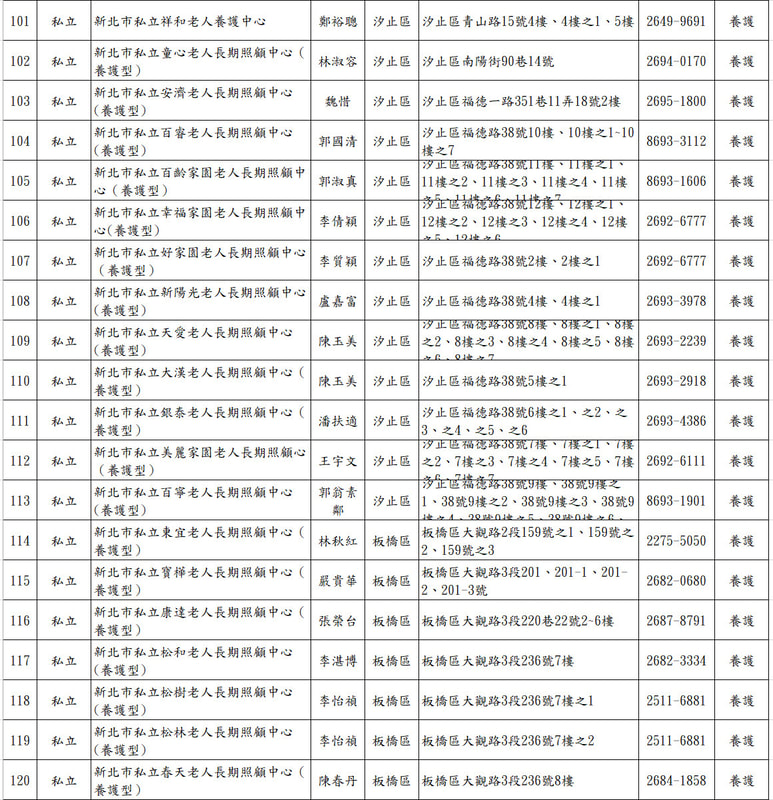 101 私立 新北市私立祥和老人養護中心 鄭裕聰 汐止區 汐止區青山路15號4樓、4樓之1、5樓 2649-9691 養護
102 私立 新北市私立童心老人長期照顧中心（養護型） 林淑容 汐止區 汐止區南陽街90巷14號 2694-0170 養護
103 私立 新北市私立安濟老人長期照顧中心(養護型) 魏惜 汐止區 汐止區福德一路351巷11弄18號2樓 2695-1800 養護
104 私立 新北市私立百睿老人長期照顧中心(養護型) 郭國清 汐止區 汐止區福德路38號10樓、10樓之1~10樓之7 8693-3112 養護
105 私立 新北市私立百齡家園老人長期照顧中心（養護型） 郭淑真 汐止區 汐止區福德路38號11樓、11樓之1、11樓之2、11樓之3、11樓之4、11樓之5、11樓之6、11樓之7 8693-1606 養護
106 私立 新北市私立幸福家園老人長期照顧中心(養護型) 李倩穎 汐止區 汐止區福德路38號12樓、12樓之1、12樓之2、12樓之3、12樓之4、12樓之5、12樓之6 2692-6777 養護
107 私立 新北市私立好家園老人長期照顧中心（養護型） 李質穎 汐止區 汐止區福德路38號2樓、2樓之1 2692-6777 養護
108 私立 新北市私立新陽光老人長期照顧中心(養護型) 盧嘉富 汐止區 汐止區福德路38號4樓、4樓之1 2693-3978 養護
109 私立 新北市私立天愛老人長期照顧中心(養護型) 陳玉美 汐止區 汐止區福德路38號8樓、8樓之1、8樓之2、8樓之3、8樓之4、8樓之5、8樓之6、8樓之7 2693-2239 養護
110 私立 新北市私立大漢老人長期照顧中心（養護型） 陳玉美 汐止區 汐止區福德路38號5樓之1 2693-2918 養護
111 私立 新北市私立銀泰老人長期照顧中心（養護型） 潘扶適 汐止區 汐止區福德路38號6樓之1、之2、之3、之4、之5、之6 2693-4386 養護
112 私立 新北市私立美麗家園老人長期照顧心（養護型） 王宇文 汐止區 汐止區福德路38號7樓、7樓之1、7樓之2、7樓之3、7樓之4、7樓之5、7樓之6、7樓之7 2692-6111 養護
113 私立 新北市私立百寧老人長期照顧中心(養護型) 郭翁素鄰 汐止區 汐止區福德路38號9樓、38號9樓之1、38號9樓之2、38號9樓之3、38號9樓之4、38號9樓之5、38號9樓之6、 8693-1901 養護
114 私立 新北市私立東宜老人長期照顧中心（養護型） 林秋紅 板橋區 板橋區大觀路2段159號之1、159號之2、159號之3 2275-5050 養護
115 私立 新北市私立寶樺老人長期照顧中心（養護型） 嚴貴華 板橋區 板橋區大觀路3段201、201-1、201-2、201-3號 2682-0680 養護
116 私立 新北市私立康達老人長期照顧中心（養護型） 張榮台 板橋區 板橋區大觀路3段220巷22號2~6樓 2687-8791 養護
117 私立 新北市私立松和老人長期照顧中心(養護型) 李湛博 板橋區 板橋區大觀路3段236號7樓 2682-3334 養護
118 私立 新北市私立松樹老人長期照顧中心(養護型) 李怡禎 板橋區 板橋區大觀路3段236號7樓之1 2511-6881 養護
119 私立 新北市私立松林老人長期照顧中心(養護型) 李怡禎 板橋區 板橋區大觀路3段236號7樓之2 2511-6881 養護
120 私立 新北市私立春天老人長期照顧中心（養護型） 陳春丹 板橋區 板橋區大觀路3段236號8樓 2684-1858 養護